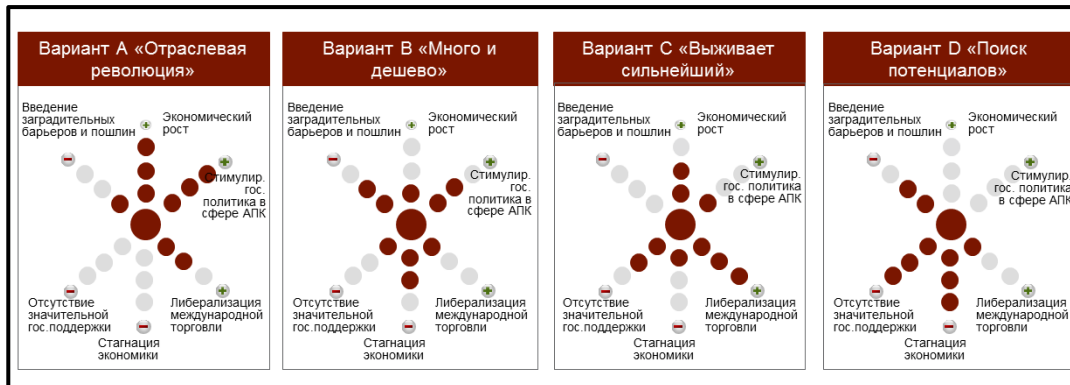 Вариант А «Отраслевая
революция»
Введение
заградительных
барьеров и пошлин
Экономический
рост
Стимулир.
гос.
политика в
сфере АПК
Отсутствие
значительной
гос.поддержки
Либерализация
международной
торговли
Стагнация
экономики
Вариант В «Много и
дешево»
Введение
заградительных
барьеров и пошлин
Экономический
рост
Стимулир.
гос.
политика в
сфере АПК
Отсутствие
значительной
гос.поддержки
Либерализация
международной
торговли
Стагнация
экономики
Вариант С «Выживает
сильнейший»
Введение
заградительных
барьеров и пошлин
Экономический
рост
Стимулир.
гос. политика
в сфере АПК
Отсутствие
значительной
гос.поддержки
Либерализация
международной
торговли
Стагнация
экономики
Вариант D «Поиск
потенциалов»
Введение
заградительных
барьеров и пошлин
Экономический
рост
Стимулир.
гос. политика
в сфере АПК
Отсутствие
значительной
гос.поддержки
Либерализация
международной
торговли
Стагнация
экономики